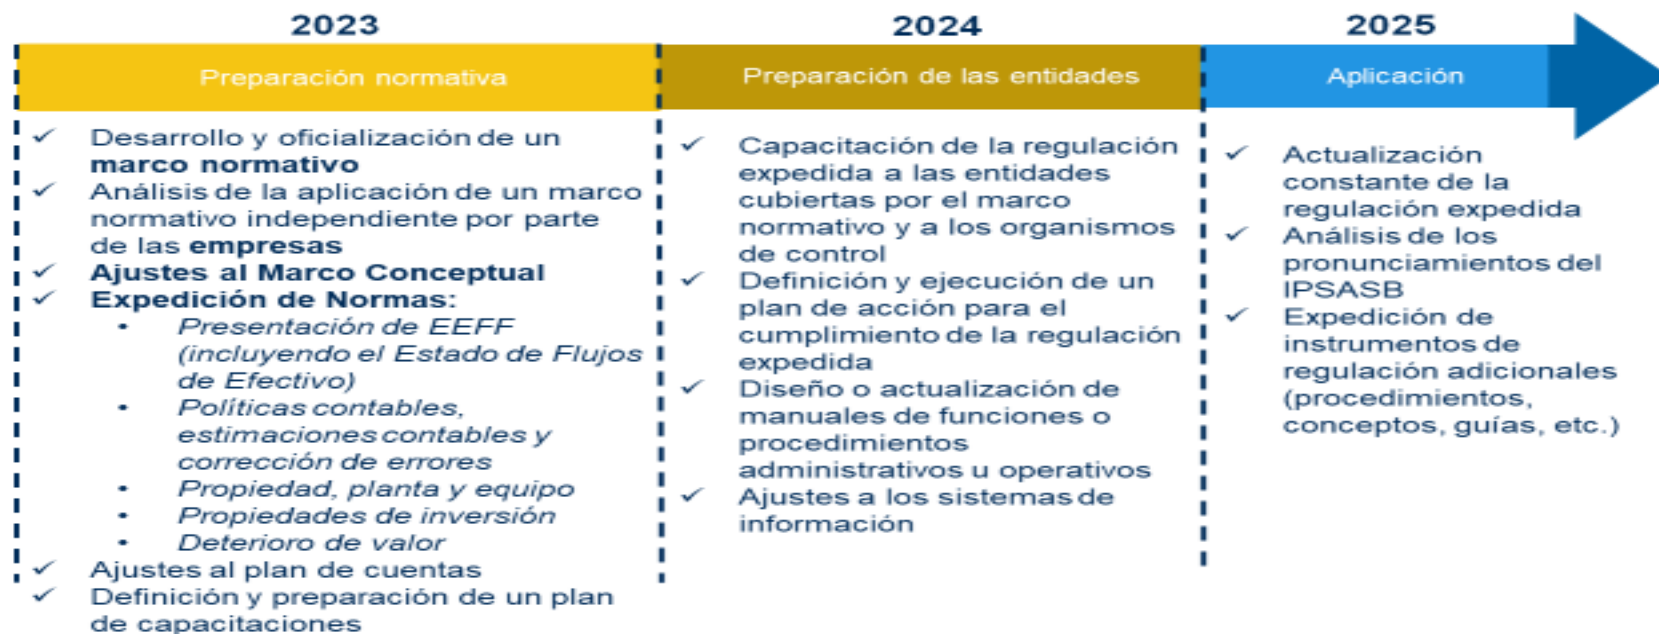 2023
Preparación normativa
✓ Desarrollo y oficialización de un
marco normativo
✓ Análisis de la aplicación de un marco
normativo independiente por parte
de las empresas
✓ Ajustes al Marco Conceptual
✓ Expedición de Normas:
• Presentación de EEFF
(incluyendo el Estado de Flujos
de Efectivo)
• Políticas contables,
estimaciones contables y
corrección de errores
• Propiedad, planta y equipo
• Propiedades de inversión
• Deterioro de valor
✓ Ajustes al plan de cuentas
✓ Definición y preparación de un plan
de capacitaciones
2024
Preparación de las entidades
✓ Capacitación de la regulación
expedida a las entidades
cubiertas por el marco
normativo y a los organismos
de control
✓ Definición y ejecución de un
plan de acción para el
cumplimiento de la regulación
expedida
✓ Diseño o actualización de
manuales de funciones o
procedimientos
administrativos u operativos
✓ Ajustes a los sistemas de
información
2025
Aplicación
✓ Actualización
constante de la
regulación expedida
✓ Análisis de los
pronunciamientos del
IPSASB
✓ Expedición de
instrumentos de
regulación adicionales
(procedimientos,
conceptos, guías, etc.)